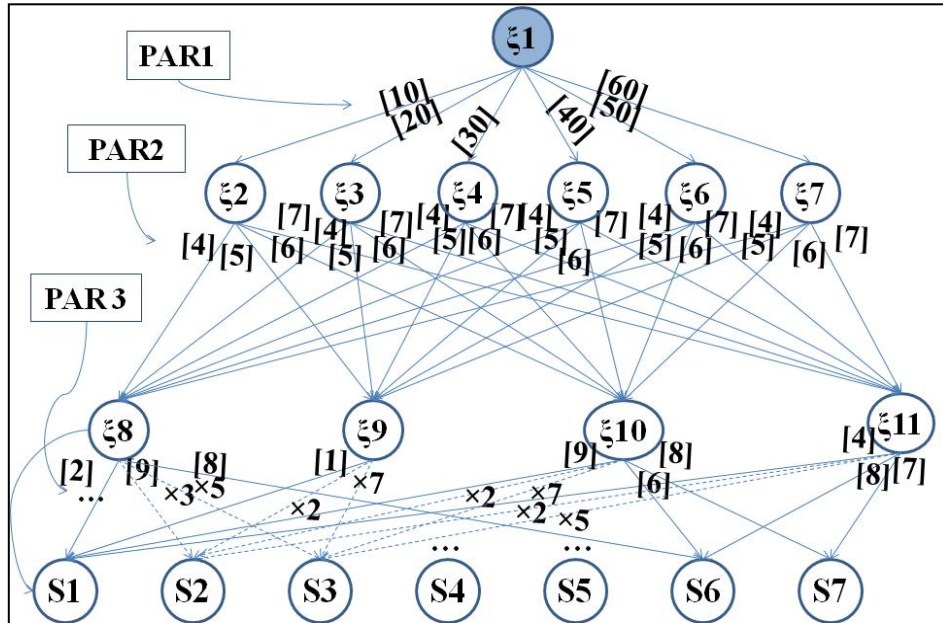 ξ1
PAR1
[10] [60]
[20] [30] [40] [50]
PAR2
ξ2 ξ3 ξ4 ξ5 ξ6 ξ7
[7] [4] [7] [4] [7] [4] [7] [4] [7] [4] [7]
[4] [5] [6] [5] [6] [5] [6] [5] [6] [5] [6] [5] [6]
PAR 3
ξ8 ξ9 ξ10 ξ11
[2] [9] [8] [1] [9] [8] [4] [7]
... ×3 ×5 ×7 [6] [8]
×2 ×2 ×7
×2 ×5
... ...
S1 S2 S3 S4 S5 S6 S7